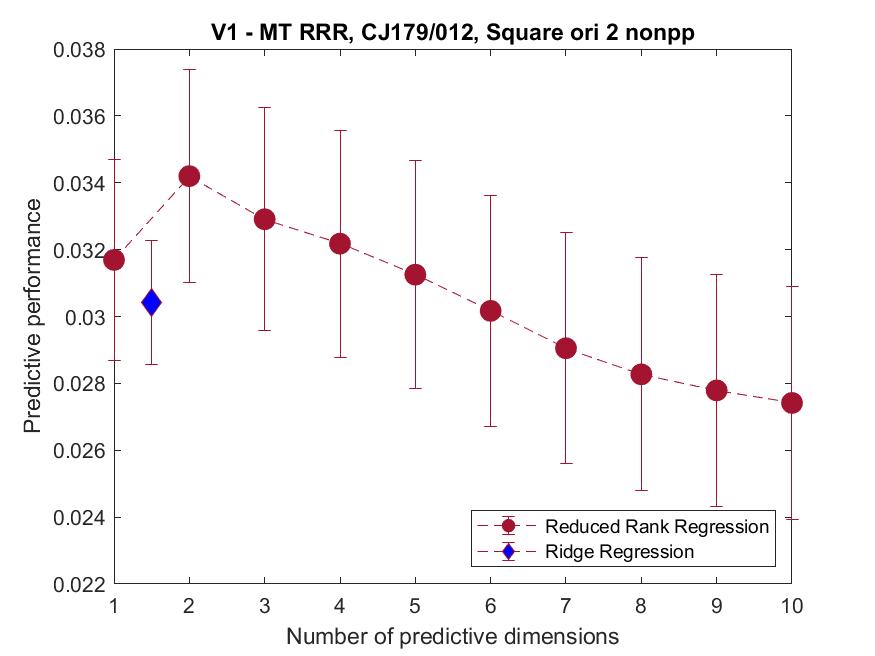 V1 - MT RRR, CJ179/012, Square ori 2 nonpp
0.038
0.036
0.034
0.032
0.03
0.028
0.026
0.024
0.022
Predictive performance
1 2 3 4 5 6 7 8 9 10
Number of predictive dimensions
Reduced Rank Regression
Ridge Regression